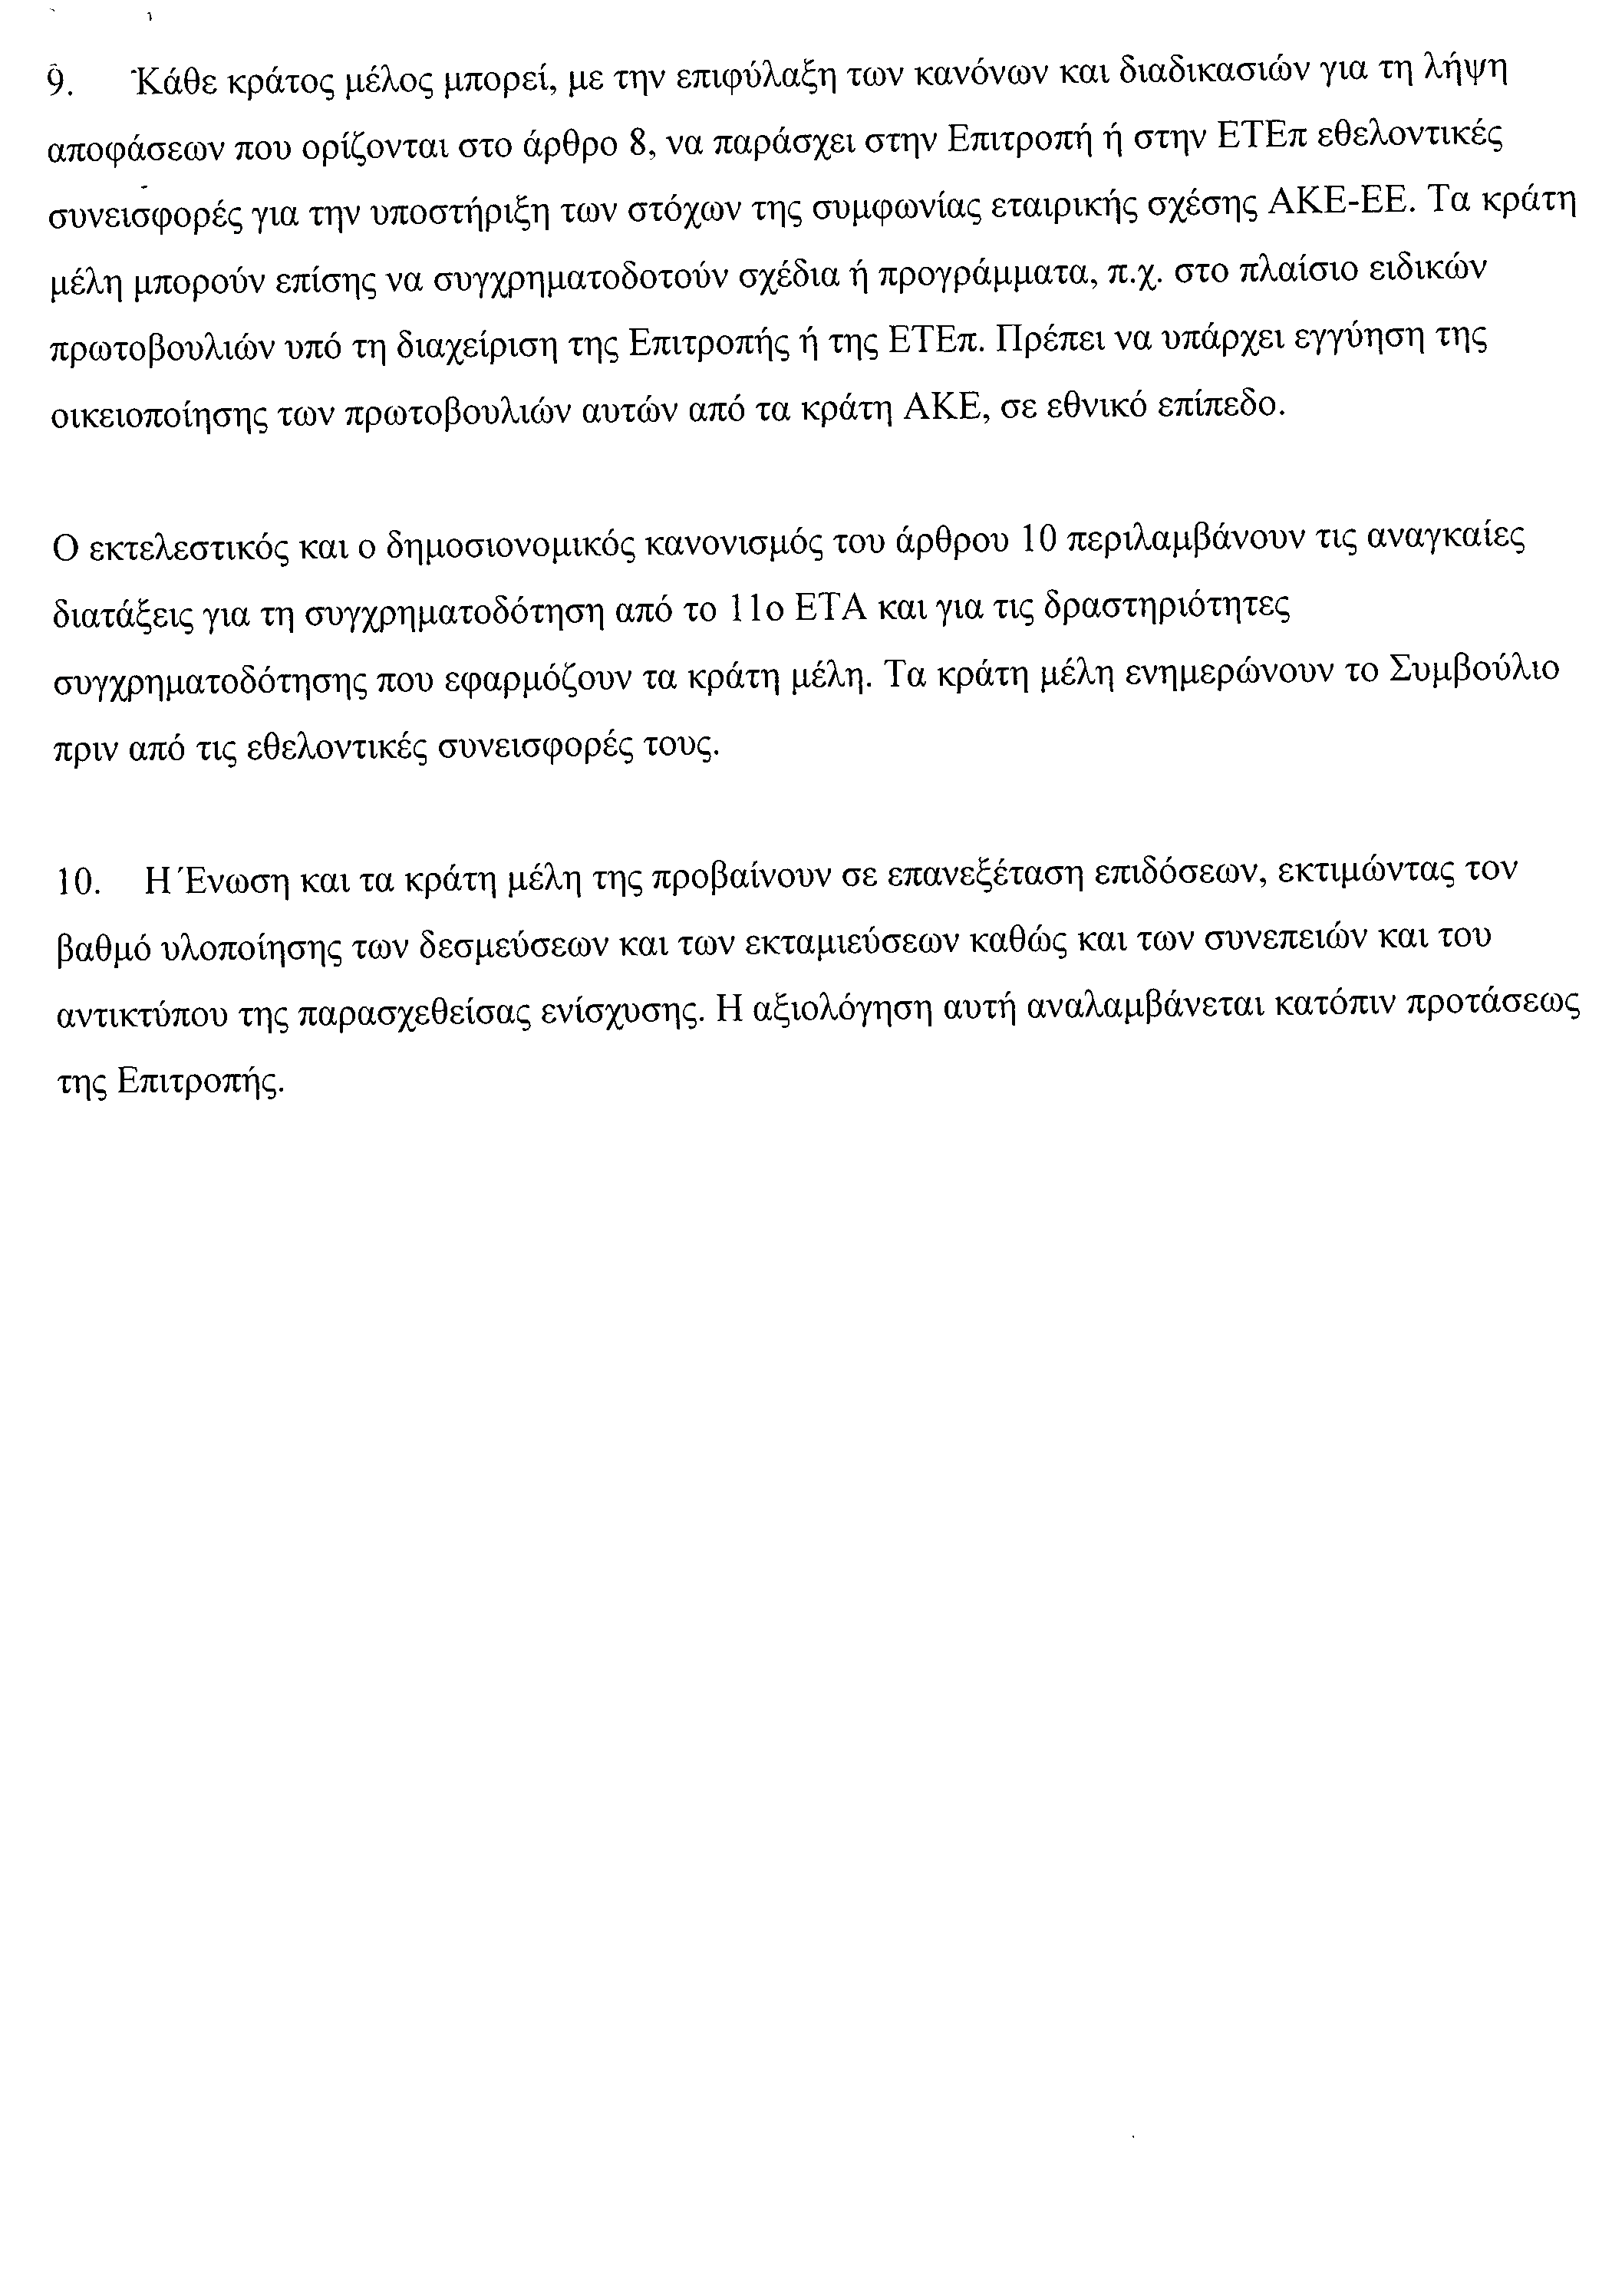 9. Κάθε κράτος μέλος μπορεί, με την επιφύλαξη των κανόνων και διαδικασιών για τη λήψη
αποφάσεων που ορίζονται στο άρθρο 8, να παράσχει στην Επιτροπή ή στην ΕΤΕπ εθελοντικές
συνεισφορές για την υποστήριξη των στόχων της συμφωνίας εταιρικής σχέσης ΑΚΕ-ΕΕ. Τα κράτη
μέλη μπορούν επίσης να συγχρηματοδοτούν σχέδια ή προγράμματα, π.χ. στο πλαίσιο ειδικών
πρωτοβουλιών υπό τη διαχείριση της Επιτροπής ή της ΕΤΕπ. Πρέπει να υπάρχει εγγύηση της
οικειοποίησης των πρωτοβουλιών αυτών από τα κράτη ΑΚΕ, σε εθνικό επίπεδο.
Ο εκτελεστικός και ο δημοσιονομικός κανονισμός του άρθρου 10 περιλαμβάνουν τις αναγκαίες
διατάξεις για τη συγχρηματοδότηση από το 11ο ΕΤΑ και για τις δραστηριότητες
συγχρηματοδότησης που εφαρμόζουν τα κράτη μέλη. Τα κράτη μέλη ενημερώνουν το Συμβούλιο
πριν από τις εθελοντικές συνεισφορές τους.
10. Η Ένωση και τα κράτη μέλη της προβαίνουν σε επανεξέταση επιδόσεων, εκτιμώντας τον
βαθμό υλοποίησης των δεσμεύσεων και των εκταμιεύσεων καθώς και των συνεπειών και του
αντικτύπου της παρασχεθείσας ενίσχυσης. Η αξιολόγηση αυτή αναλαμβάνεται κατόπιν προτάσεως
της Επιτροπής.